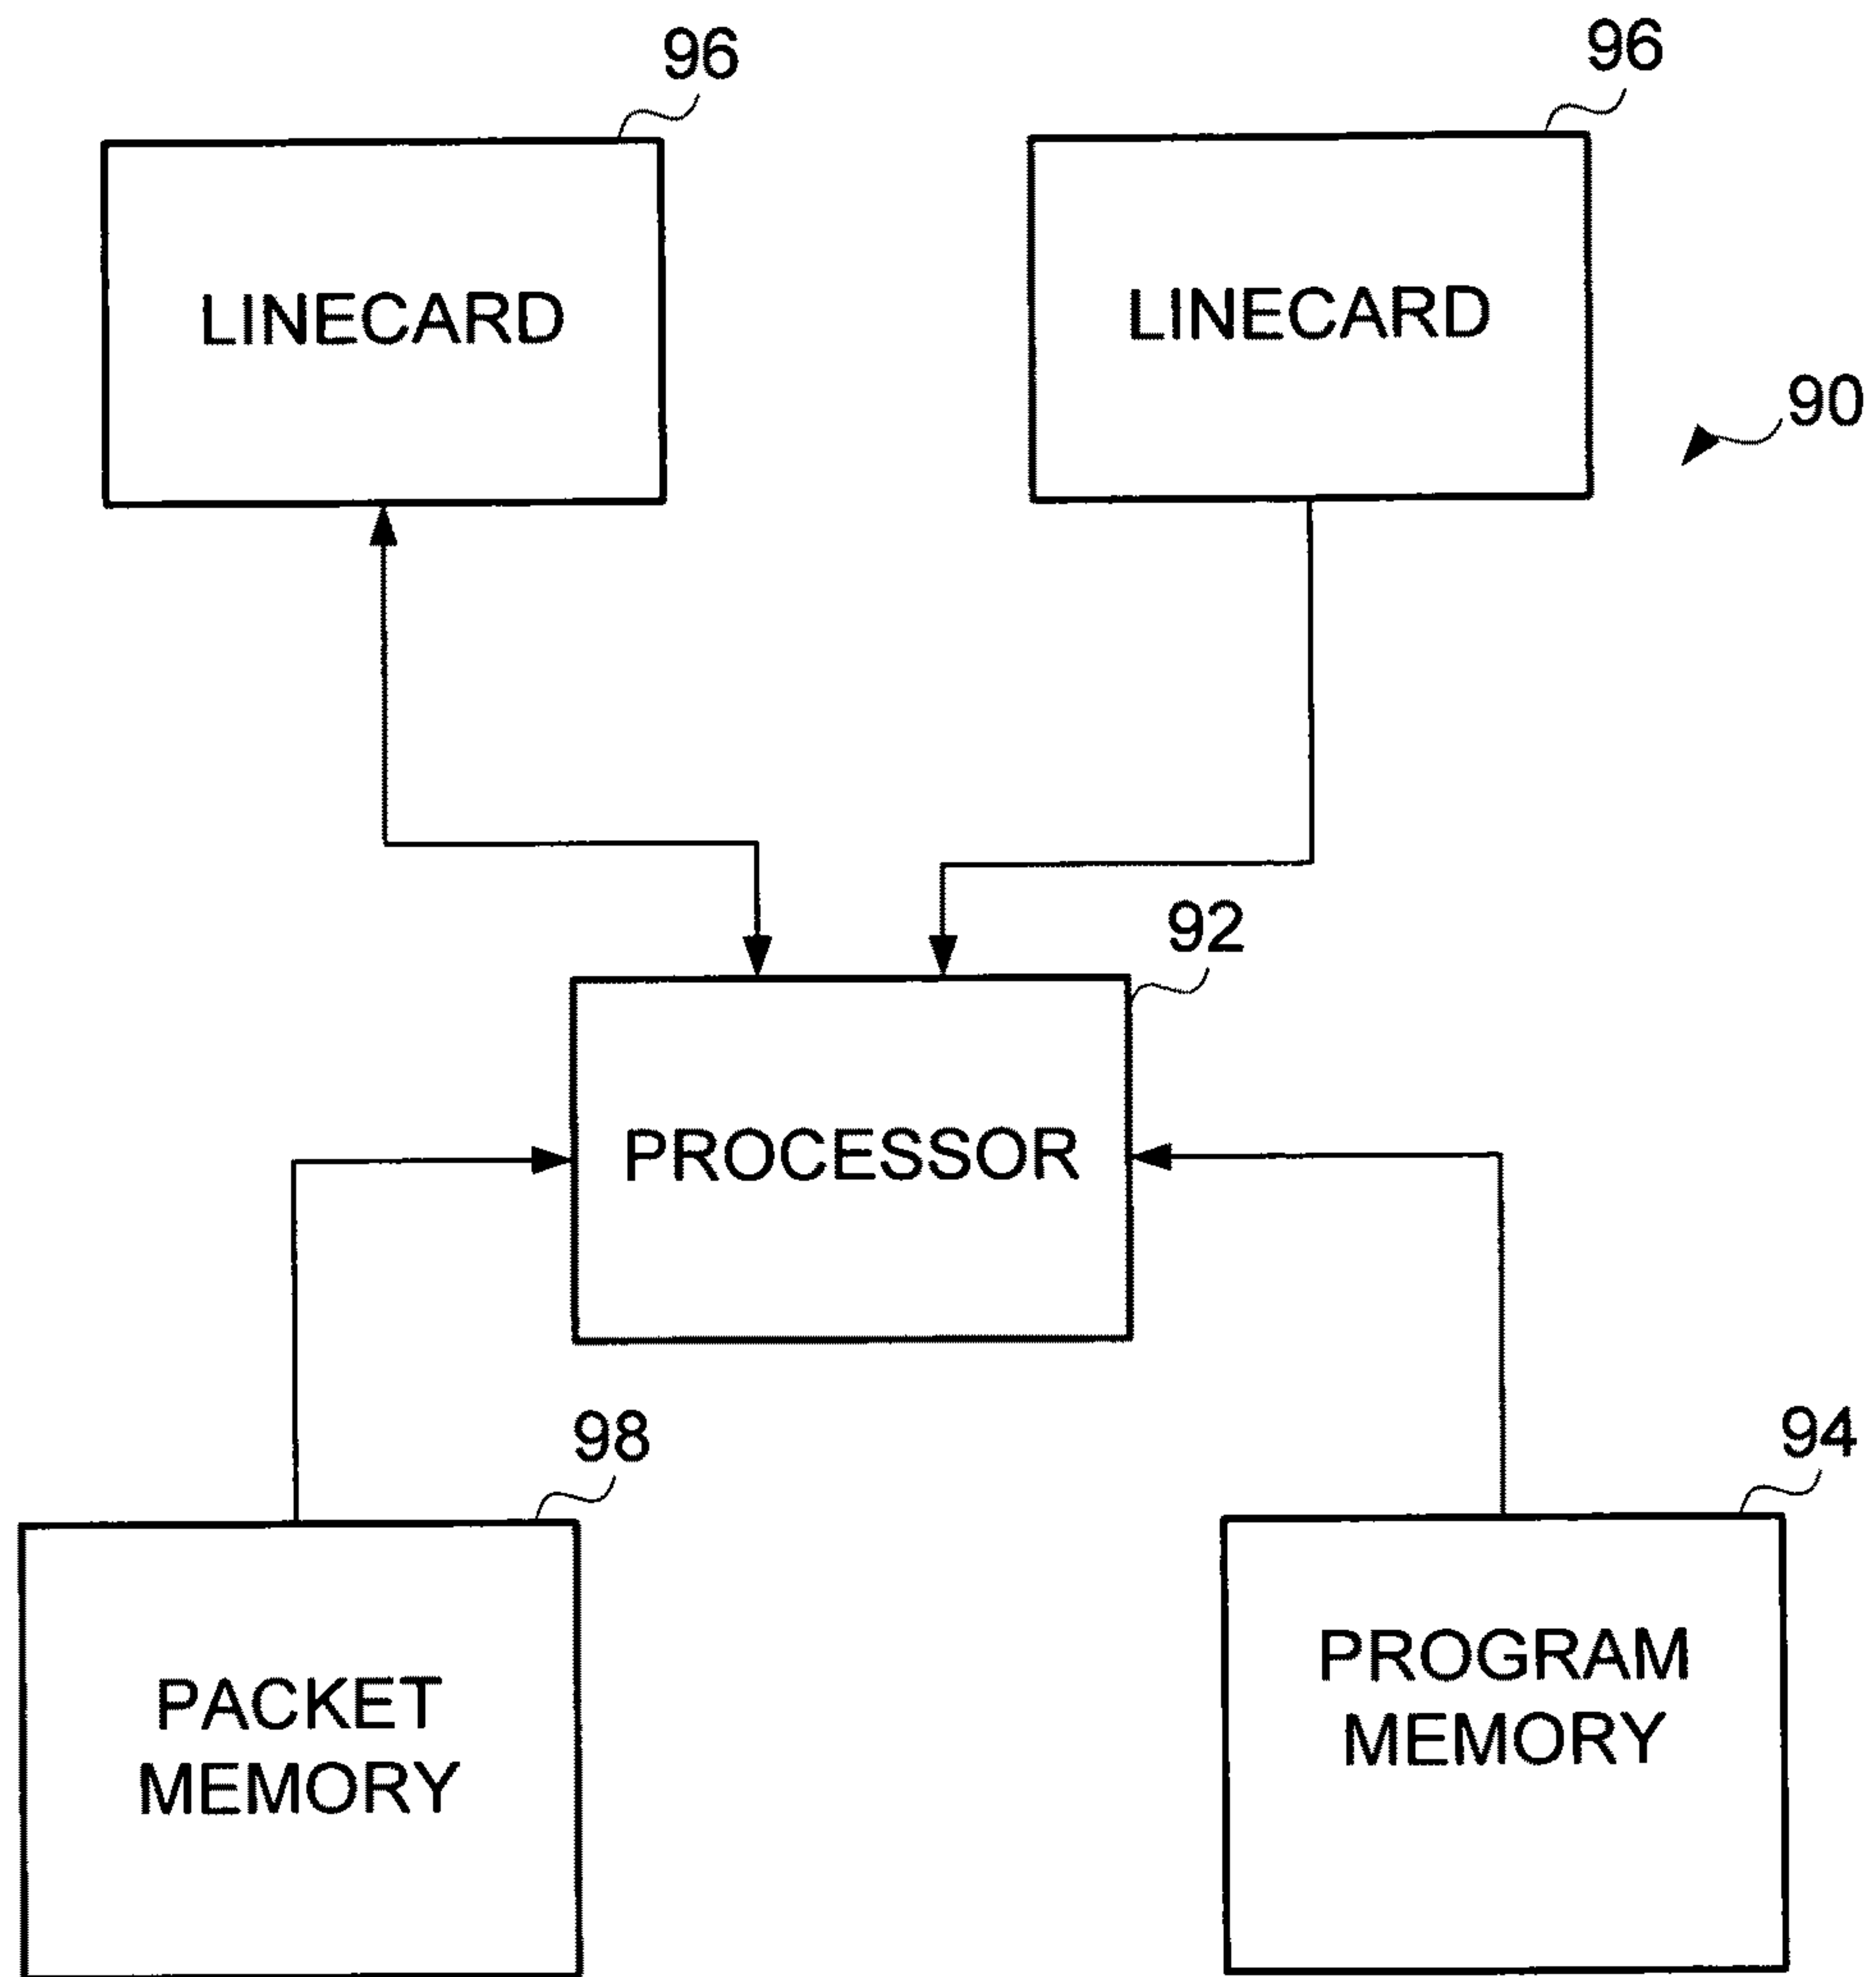 96
96
LINECARD
LINECARD
90
92
PROCESSOR
98
94
PACKET
MEMORY
PROGRAM
MEMORY